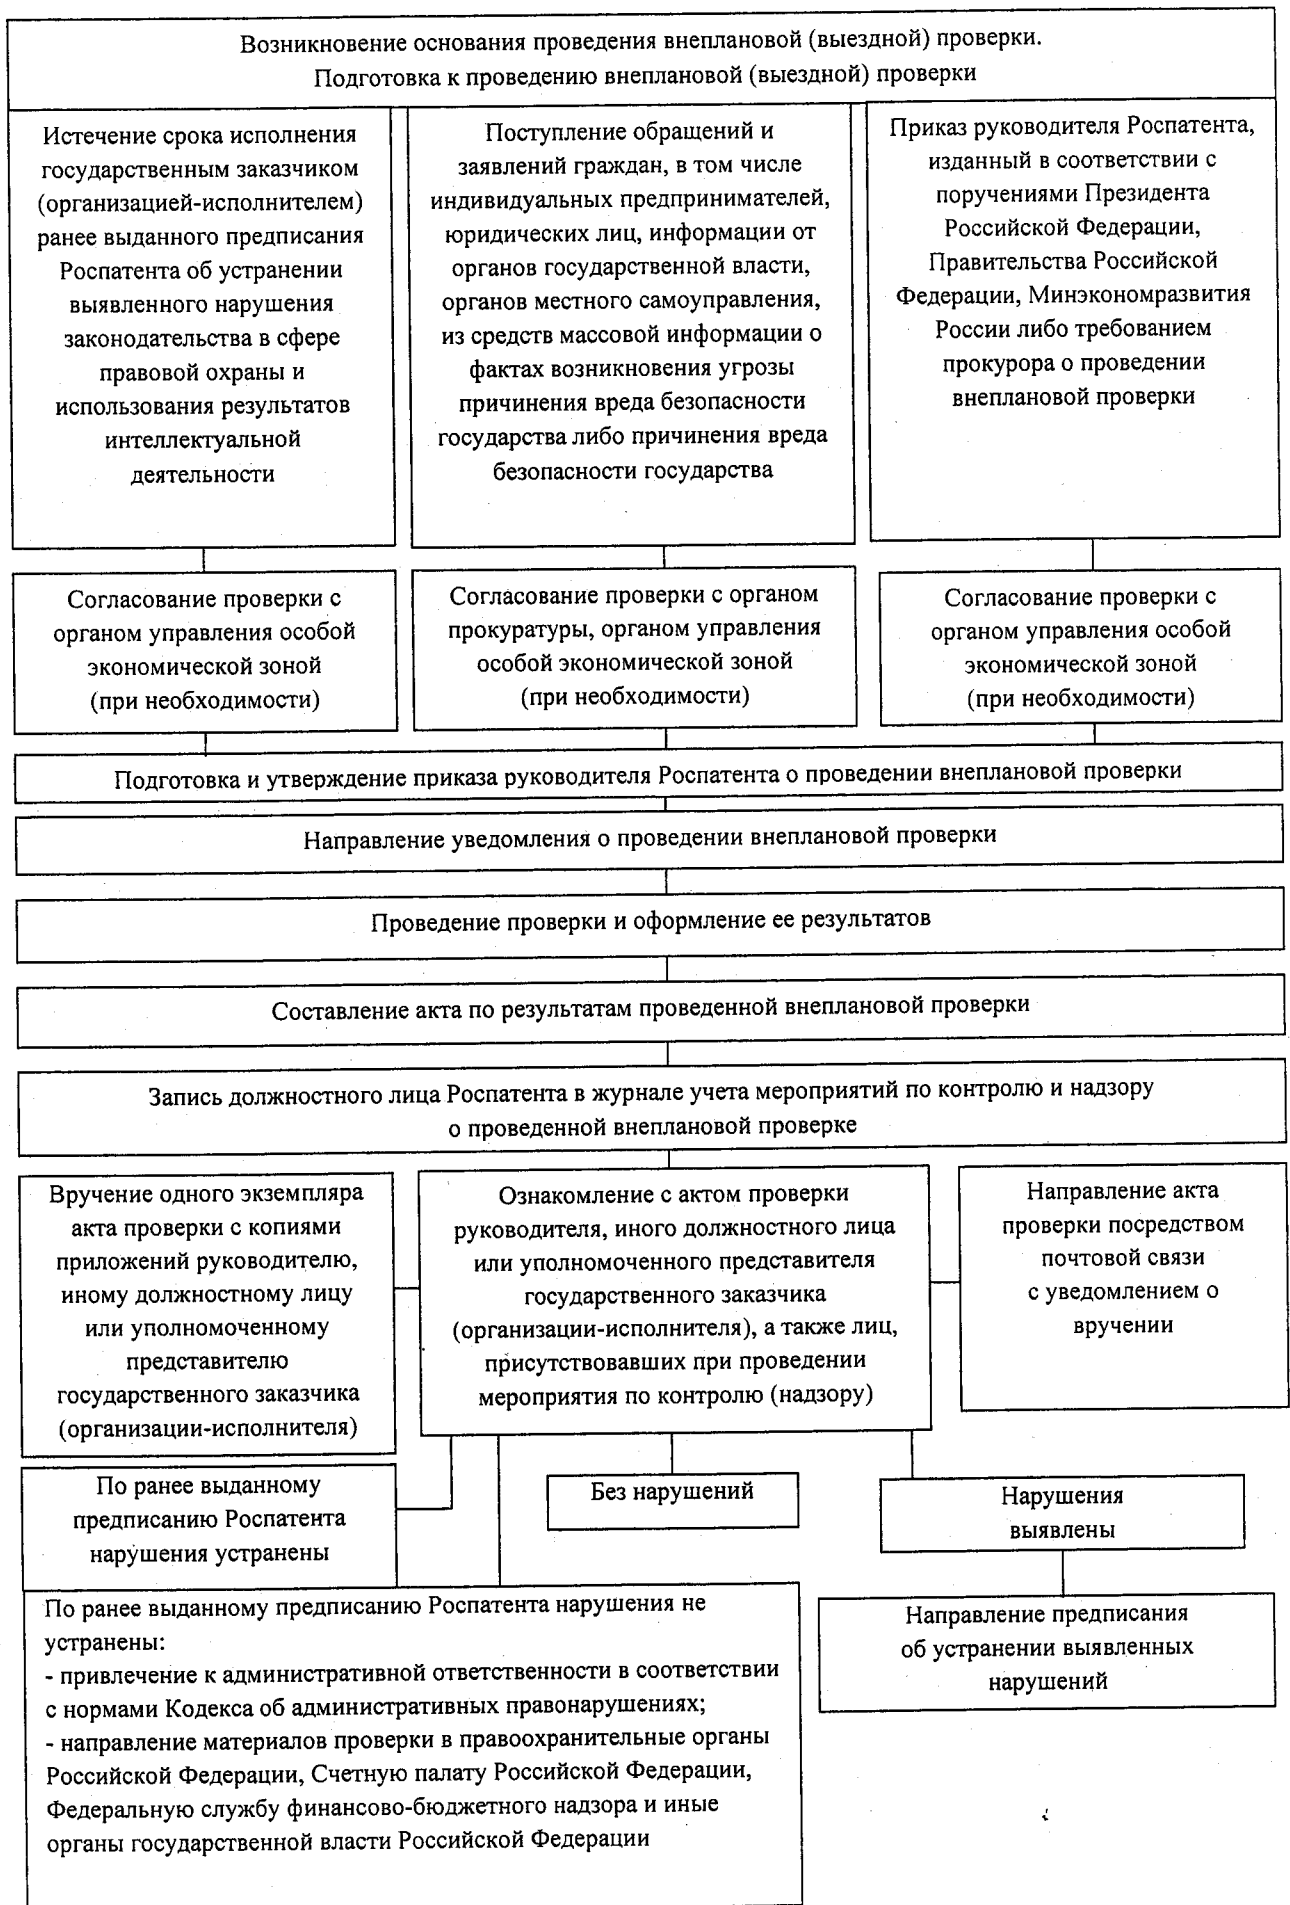 Возникновение основания проведения внеплановой (выездной) проверки.
Подготовка к проведению внеплановой (выездной) проверки
Истечение срока исполнения
государственным заказчиком
(организацией-исполнителем)
ранее выданного предписания
Роспатента об устранении
выявленного нарушения
законодательства в сфере
правовой охраны и
использования результатов
интеллектуальной
деятельности
Поступление обращений и
заявлений граждан, в том числе
индивидуальных предпринимателей,
юридических лиц, информации от
органов государственной власти,
органов местного самоуправления,
из средств массовой информации о
фактах возникновения угрозы
причинения вреда безопасности
государства либо причинения вреда
безопасности государства
Приказ руководителя Роспатента,
изданный в соответствии с
поручениями Президента
Российской Федерации,
Правительства Российской
Федерации, Минэкономразвития
России либо требованием
прокурора о проведении
внеплановой проверки
Согласование проверки с
органом управления особой
экономической зоной
(при необходимости)
Согласование проверки с органом
прокуратуры, органом управления
особой экономической зоной
(при необходимости)
Согласование проверки с
органом управления особой
экономической зоной
(при необходимости)
Подготовка и утверждение приказа руководителя Роспатента о проведении внеплановой проверки
Направление уведомления о проведении внеплановой проверки
Проведение проверки и оформление ее результатов
Составление акта по результатам проведенной внеплановой проверки
Запись должностного лица Роспатента в журнале учета мероприятий по контролю и надзору
о проведенной внеплановой проверке
Вручение одного экземпляра
акта проверки с копиями
приложений руководителю,
иному должностному лицу
или уполномоченному
представителю
государственного заказчика
(организации-исполнителя)
Ознакомление с актом проверки
руководителя, иного должностного лица
или уполномоченного представителя
государственного заказчика
(организации-исполнителя), а также лиц,
присутствовавших при проведении
мероприятия по контролю (надзору)
Направление акта
проверки посредством
почтовой связи
с уведомлением о
вручении
По ранее выданному
предписанию Роспатента
нарушения устранены
Без нарушений
Нарушения
выявлены
По ранее выданному предписанию Роспатента нарушения не
устранены:
- привлечение к административной ответственности в соответствии
с нормами Кодекса об административных правонарушениях;
- направление материалов проверки в правоохранительные органы
Российской Федерации, Счетную палату Российской Федерации,
Федеральную службу финансово-бюджетного надзора и иные
органы государственной власти Российской Федерации
Направление предписания
об устранении выявленных
нарушений